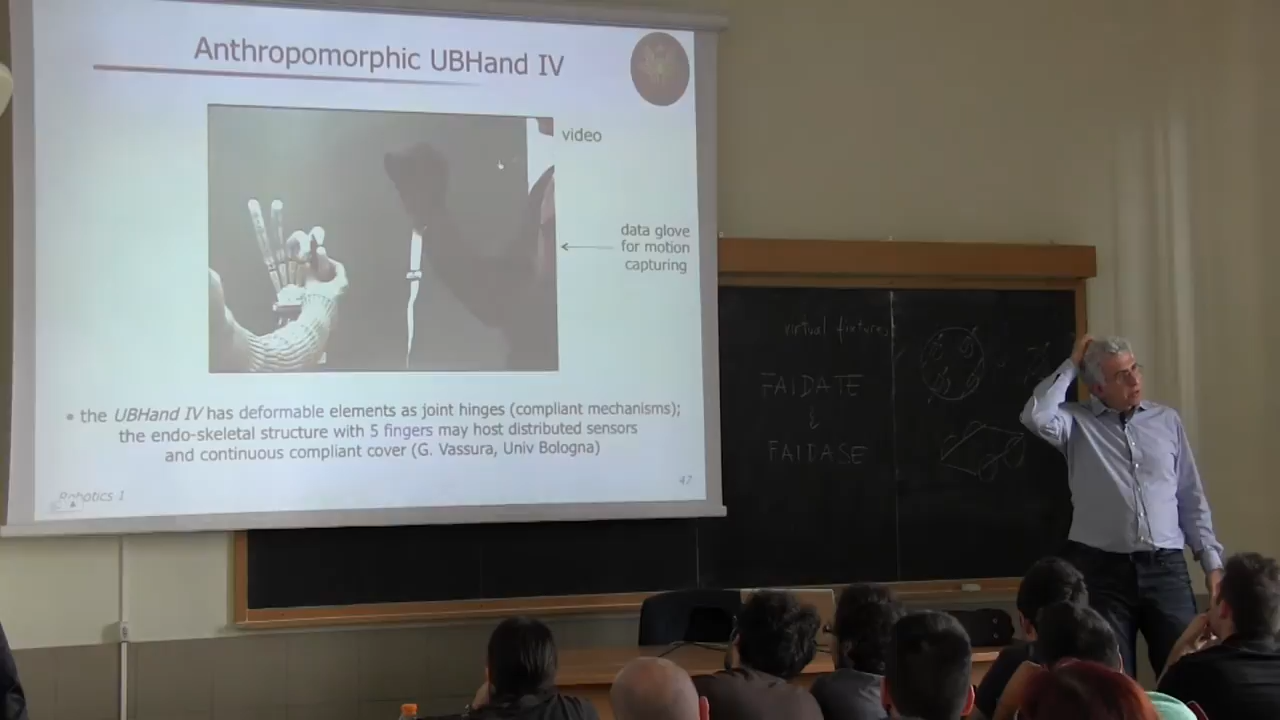 Anthropomorphic UBHand IV
video
data glove
for motion
capturing
• the UBHand IV has deformable elements as joint hinges (compliant mechanisms);
the endo-skeletal structure with 5 fingers may host distributed sensors
and continuous compliant cover (G. Vassura, Univ Bologna)
Robotics 1
47
virtual fixtures
FAIDATE
&
FAIDASE